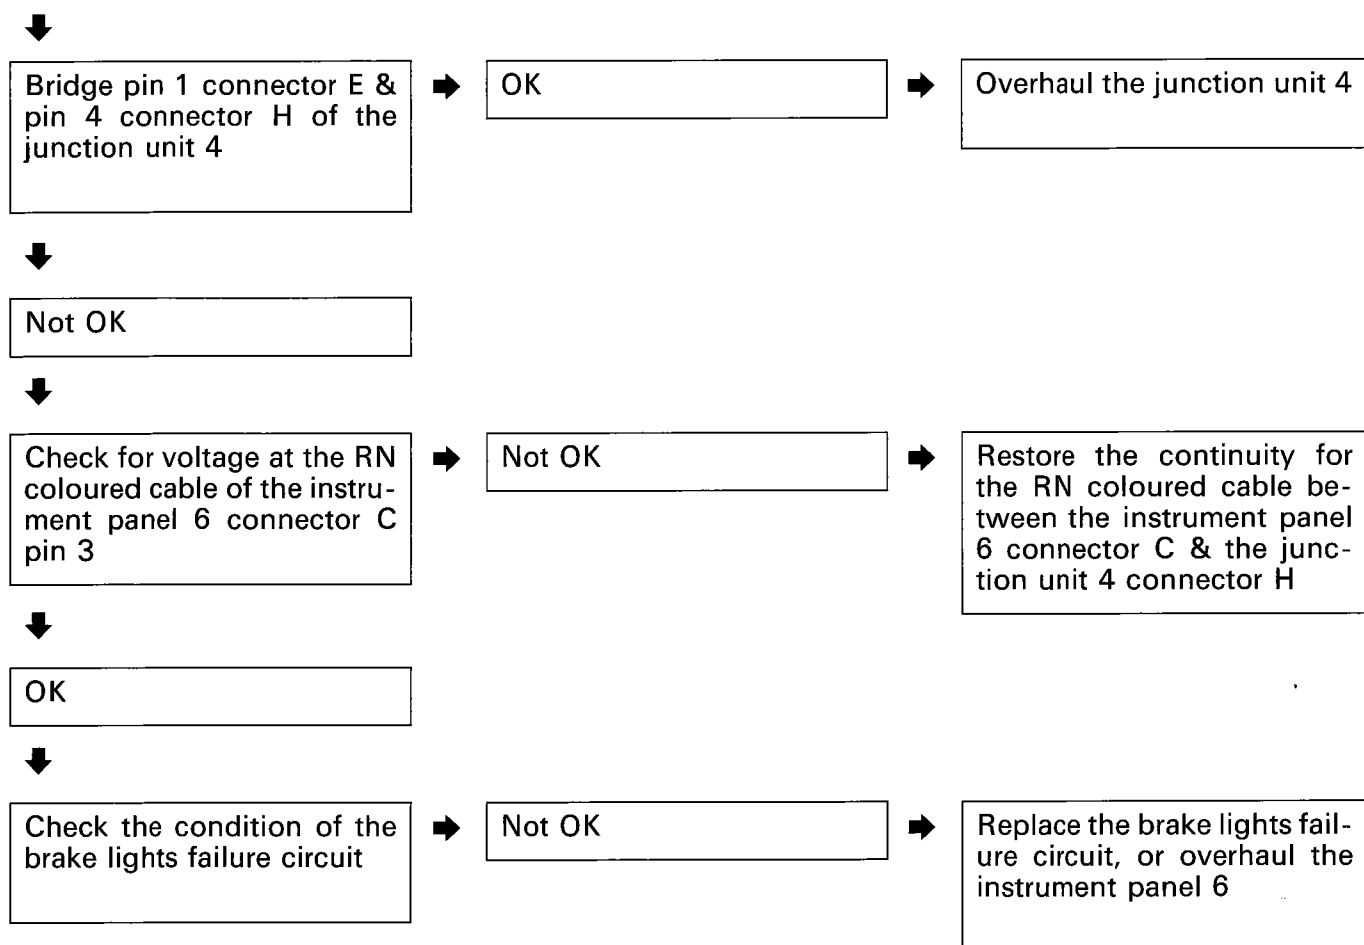 Bridge pin 1 connector E &
pin 4 connector H of the
junction unit 4
OK
Overhaul the junction unit 4
Not OK
Check for voltage at the RN
coloured cable of the instru-
ment panel 6 connector C
pin 3
Not OK
Restore the continuity for
the RN coloured cable be-
tween the instrument panel
6 connector C & the junc-
tion unit 4 connector H
OK
Check the condition of the
brake lights failure circuit
Not OK
Replace the brake lights fail-
ure circuit, or overhaul the
instrument panel 6